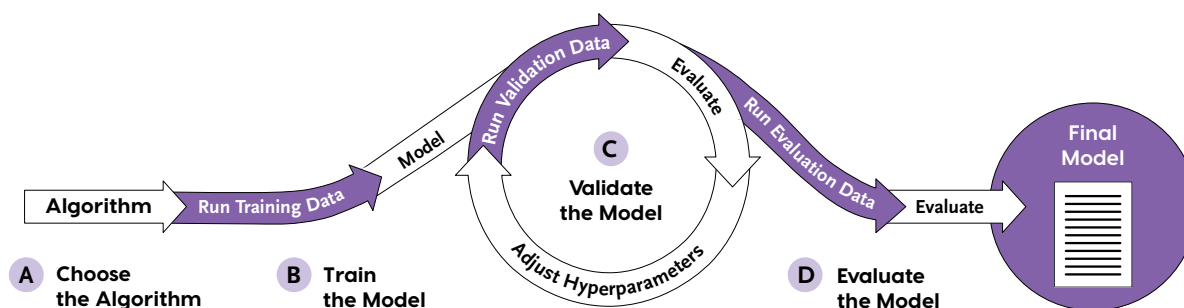 Algorithm
Run Training Data
Model
Run Validation Data
Evaluate
Adjust Hyperparameters
C
Validate
the Model
Run Evaluation Data
Evaluate
Final
Model
A Choose
the Algorithm
B Train
the Model
D Evaluate
the Model